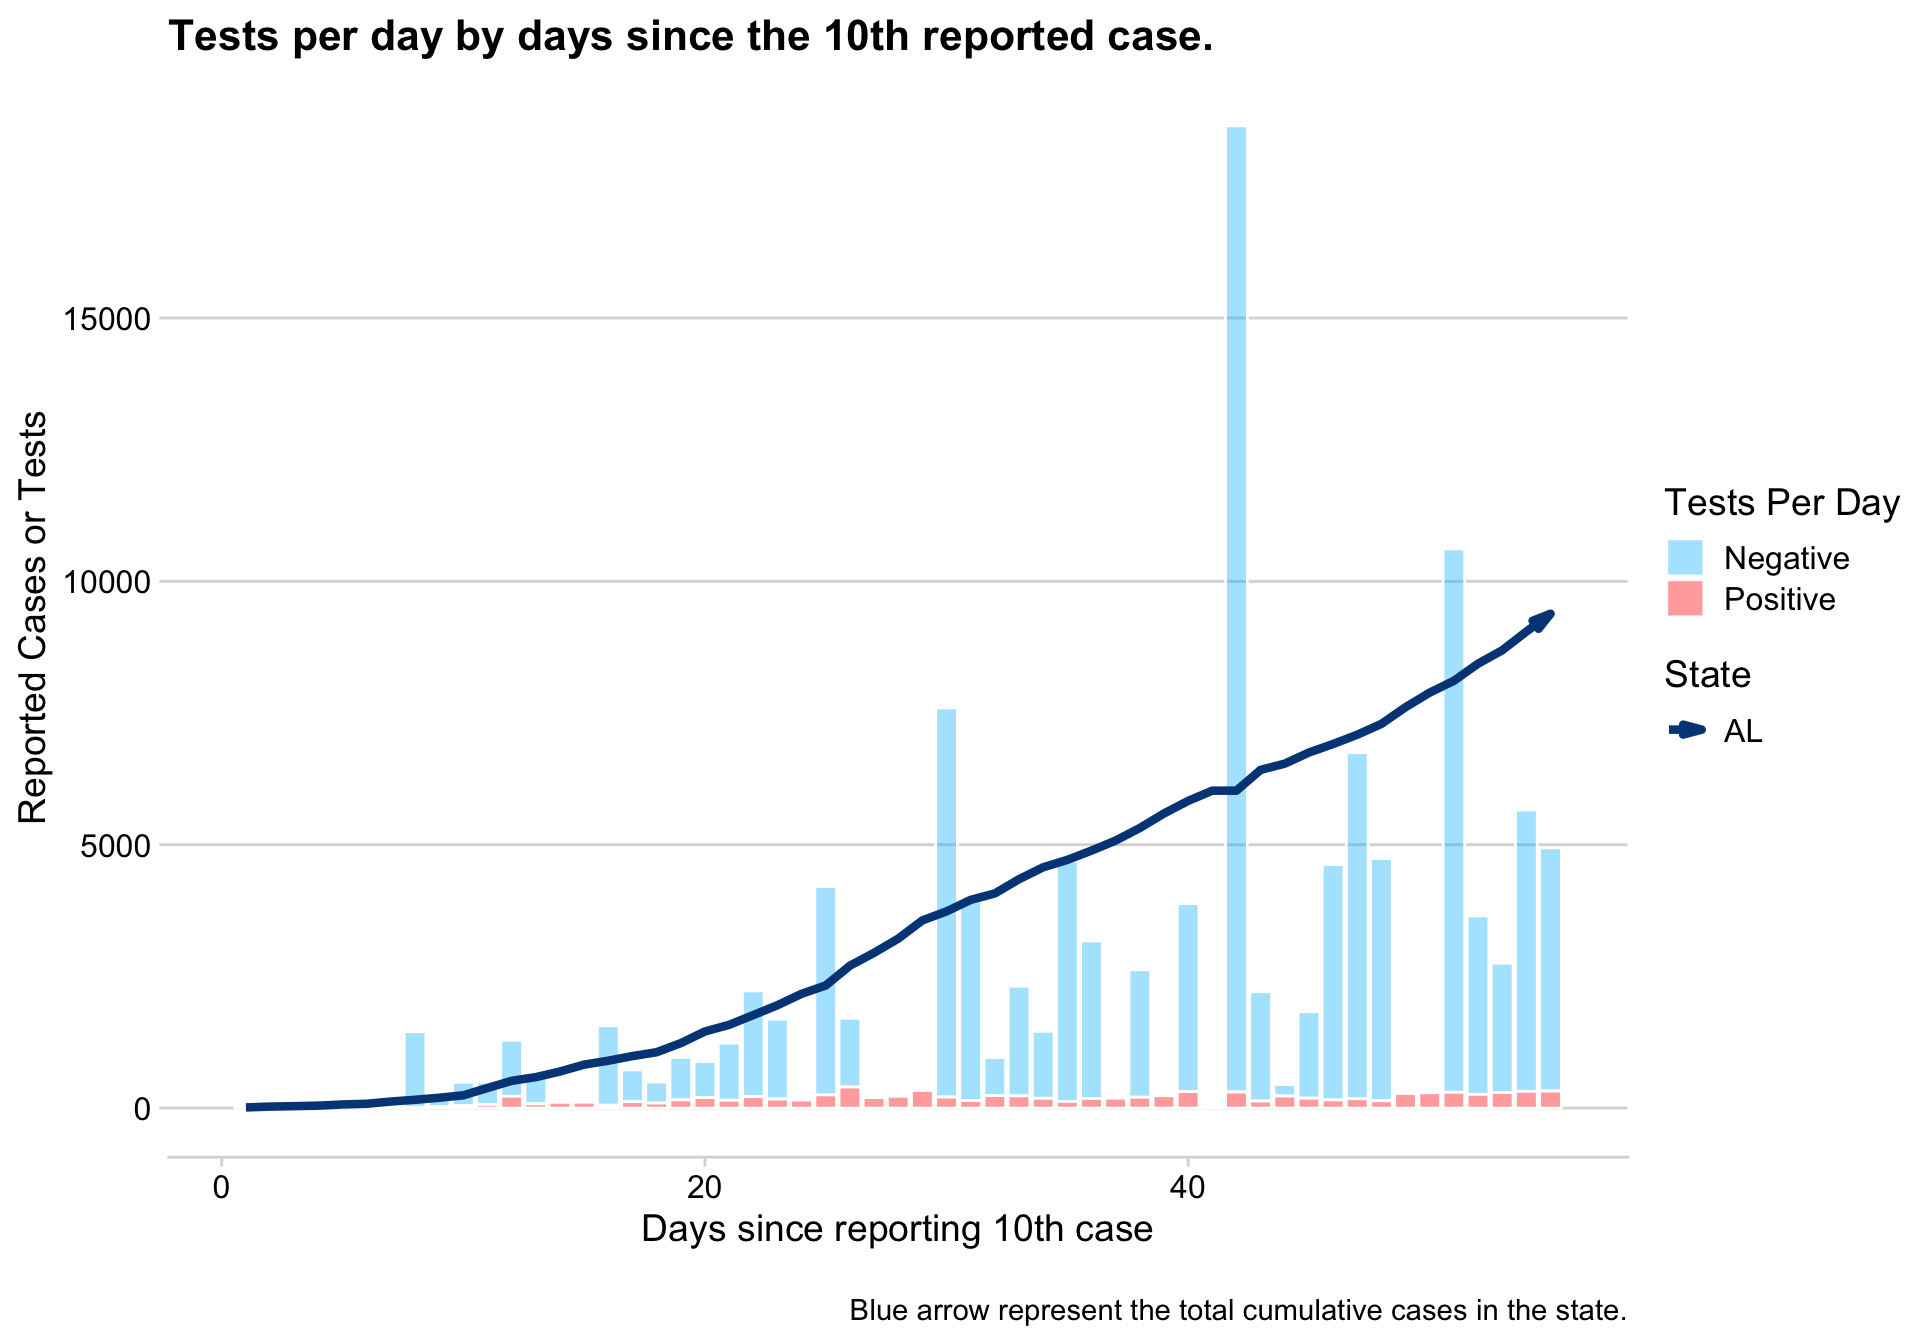 Tests per day by days since the 10th reported case.
Reported Cases or Tests
15000
10000
5000
0
0 20 40
Days since reporting 10th case
Tests Per Day
Negative
Positive
State
AL
Blue arrow represent the total cumulative cases in the state.